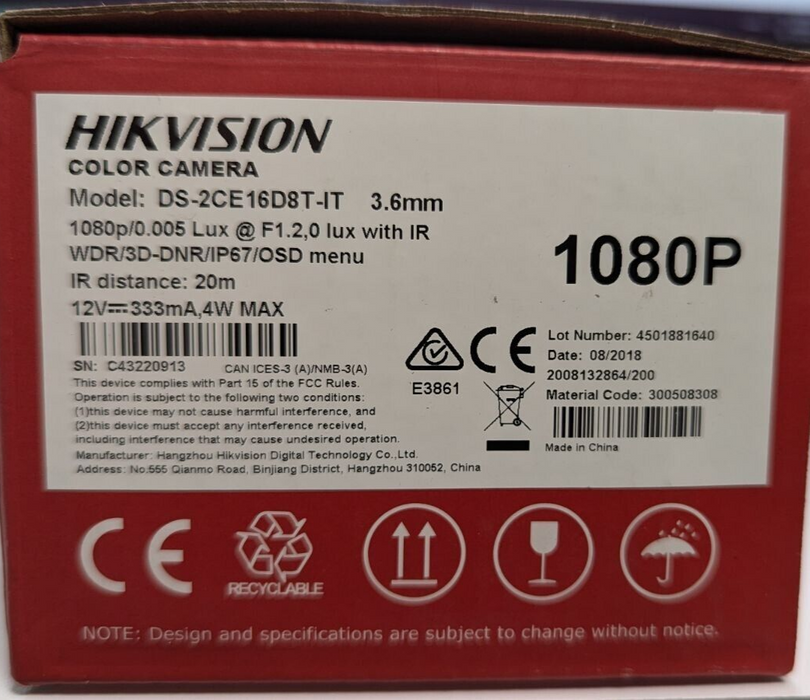 HIKVISION
COLOR CAMERA
Model: DS-2CE16D8T-IT 3.6mm
1080p/0.005 Lux @ F1.2,0 lux with IR
WDR/3D-DNR/IP67/OSD menu
IR distance: 20m
12V⎓333mA,4W MAX
1080P
SN: C43220913 CAN ICES-3 (A)/NMB-3(A)
This device complies with Part 15 of the FCC Rules.
Operation is subject to the following two conditions:
(1)this device may not cause harmful interference, and
(2)this device must accept any interference received,
including interference that may cause undesired operation.
Manufacturer: Hangzhou Hikvision Digital Technology Co.,Ltd.
Address: No.555 Qianmo Road, Binjiang District, Hangzhou 310052, China
E3861
CE
Lot Number: 4501881640
Date: 08/2018
2008132864/200
Material Code: 300508308
Made in China
CE
RECYCLABLE
NOTE: Design and specifications are subject to change without notice.